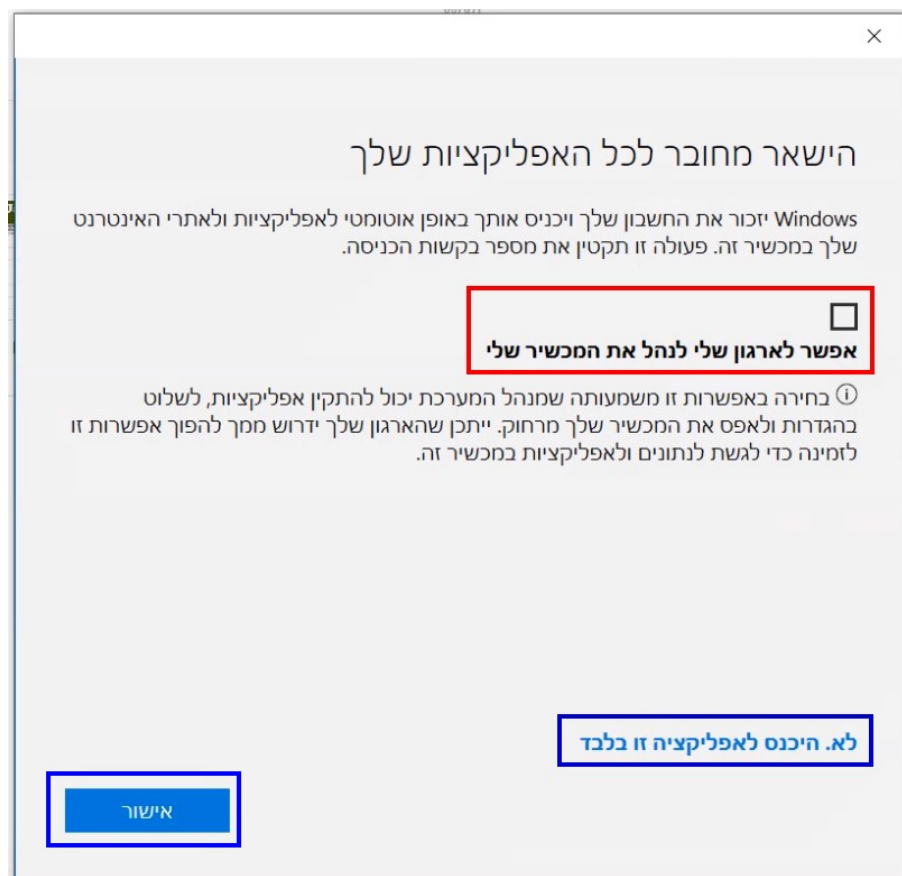 הישאר מחובר לכל האפליקציות שלך
Windows יזכור את החשבון שלך ויכניס אותך באופן אוטומטי לאפליקציות ולאתרי האינטרנט
שלך במכשיר זה. פעולה זו תקטין את מספר בקשות הכניסה.
אפשר לארגון שלי לנהל את המכשיר שלי
בחירה באפשרות זו משמעותה שמנהל המערכת יכול להתקין אפליקציות, לשלוט
בהגדרות ולאפס את המכשיר שלך מרחוק. ייתכן שהארגון שלך ידרוש ממך להפוך אפשרות זו
לזמינה כדי לגשת לנתונים ולאפליקציות במכשיר זה.
לא. היכנס לאפליקציה זו בלבד
אישור